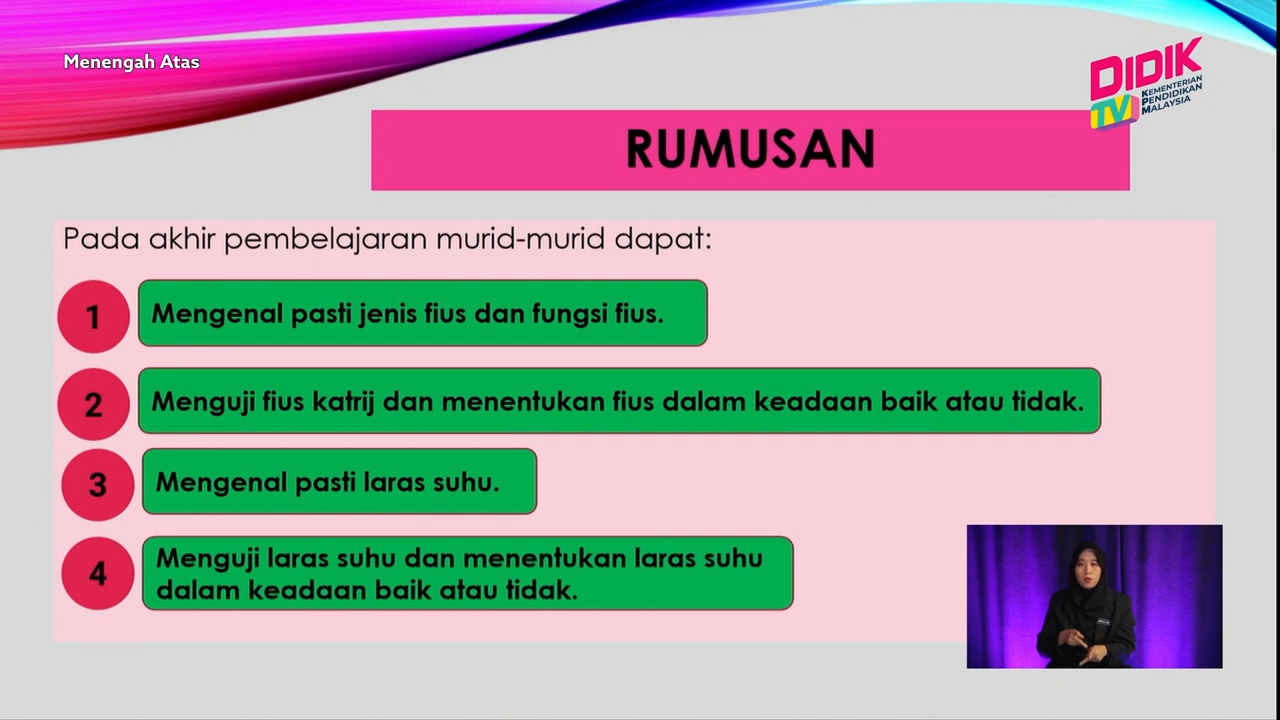 Menengah Atas
DIDIK
TV
KEMENTERIAN
PENDIDIKAN
MALAYSIA
RUMUSAN
Pada akhir pembelajaran murid-murid dapat:
1
Mengenal pasti jenis fius dan fungsi fius.
2
Menguji fius katrij dan menentukan fius dalam keadaan baik atau tidak.
3
Mengenal pasti laras suhu.
4
Menguji laras suhu dan menentukan laras suhu
dalam keadaan baik atau tidak.